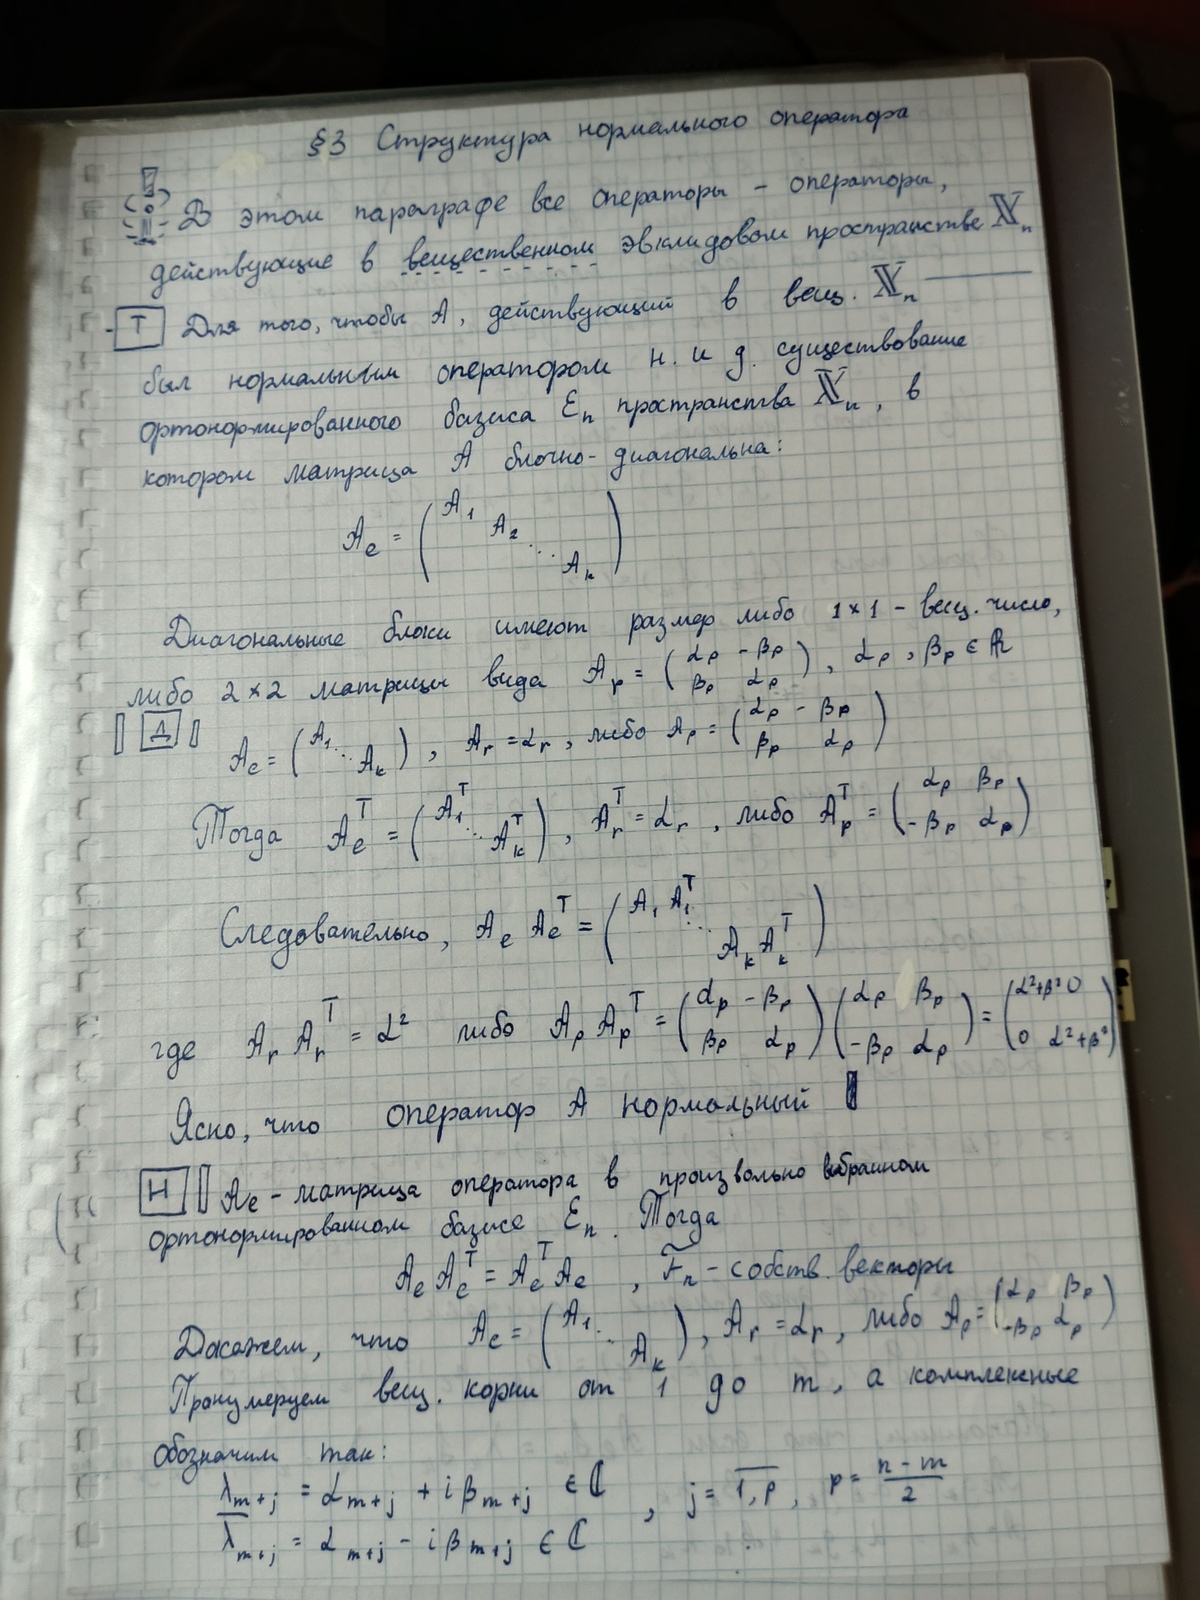 §3 Структура нормального оператора
В этом параграфе все операторы – операторы,
действующие в вещественном эвклидовом пространстве 𝕏ₙ
Т Для того, чтобы A, действующий в вещ. 𝕏ₙ
был нормальным оператором н. и д. существование
ортонормированного базиса Ɛₙ пространства 𝕏ₙ, в
котором матрица A блочно-диагональна:
A_e = (A₁ A₂ ⋱ A_k)
Диагональные блоки имеют размер либо 1×1 – вещ. число,
либо 2×2 матрицы вида A_p = (α_p −β_p; β_p α_p), α_p, β_p ∈ ℝ
Д A_e = (A₁ ⋱ A_k), A_r = α_r, либо A_p = (α_p −β_p; β_p α_p)
Тогда A_e^T = (A₁^T ⋱ A_k^T), A_r^T = α_r, либо A_p^T = (α_p β_p; −β_p α_p)
Следовательно, A_e A_e^T = (A₁A₁^T ⋱ A_kA_k^T)
где A_r A_r^T = α² либо A_p A_p^T = (α_p −β_p; β_p α_p)(α_p β_p; −β_p α_p) = (α²+β² 0; 0 α²+β²)
Ясно, что оператор A нормальный
Н A_e – матрица оператора в произвольно выбранном
ортонормированном базисе Ɛₙ. Тогда
A_e A_e^T = A_e^T A_e, Fₙ – собств. векторы
Докажем, что A_e = (A₁ ⋱ A_k), A_r = α_r, либо A_p = (α_p β_p; −β_p α_p)
Пронумеруем вещ. корни от 1 до m, а комплексные
обозначим так:
λ_{m+j} = α_{m+j} + iβ_{m+j} ∈ ℂ, j = 1,p, p = (n−m)/2
λ̄_{m+j} = α_{m+j} − iβ_{m+j} ∈ ℂ